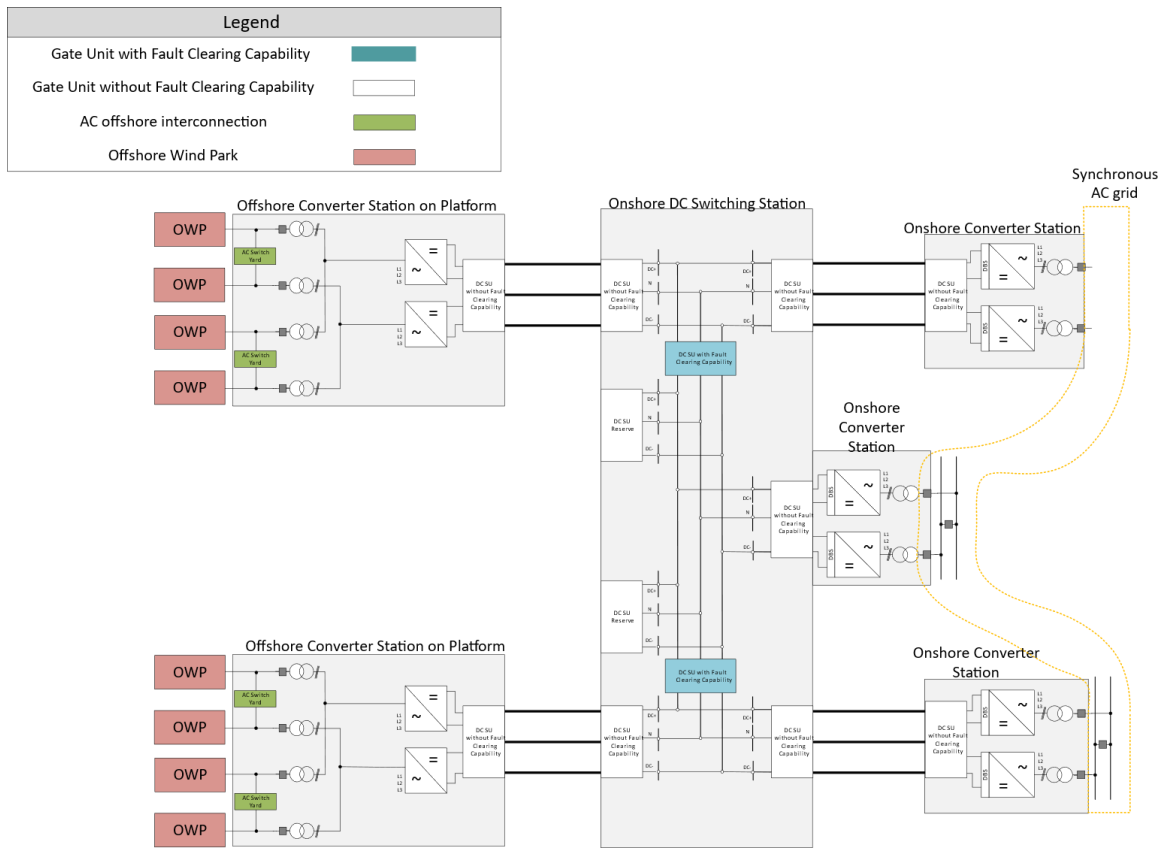 Legend
Gate Unit with Fault Clearing Capability
Gate Unit without Fault Clearing Capability
AC offshore interconnection
Offshore Wind Park
Synchronous
AC grid
Offshore Converter Station on Platform
Onshore DC Switching Station
Onshore Converter Station
OWP
AC Switch
Yard
OWP
OWP
AC Switch
Yard
OWP
=
~
L1
L2
L3
=
~
L1
L2
L3
DC SU
without Fault
Clearing
Capability
DC SU
without Fault
Clearing
Capability
DC+
N
DC-
DC+
N
DC-
DC SU
without Fault
Clearing
Capability
DC SU
without Fault
Clearing
Capability
DBS
~
=
L1
L2
L3
DBS
~
=
L1
L2
L3
DC SU with Fault
Clearing Capability
DC SU
Reserve
DC+
N
DC-
Onshore
Converter
Station
DC+
N
DC-
DC SU
without Fault
Clearing
Capability
DBS
~
=
L1
L2
L3
DBS
~
=
L1
L2
L3
DC SU
Reserve
DC+
N
DC-
Offshore Converter Station on Platform
Onshore Converter
Station
DC SU with Fault
Clearing Capability
OWP
AC Switch
Yard
OWP
OWP
AC Switch
Yard
OWP
=
~
L1
L2
L3
=
~
L1
L2
L3
DC SU
without Fault
Clearing
Capability
DC SU
without Fault
Clearing
Capability
DC+
N
DC-
DC+
N
DC-
DC SU
without Fault
Clearing
Capability
DC SU
without Fault
Clearing
Capability
DBS
~
=
L1
L2
L3
DBS
~
=
L1
L2
L3